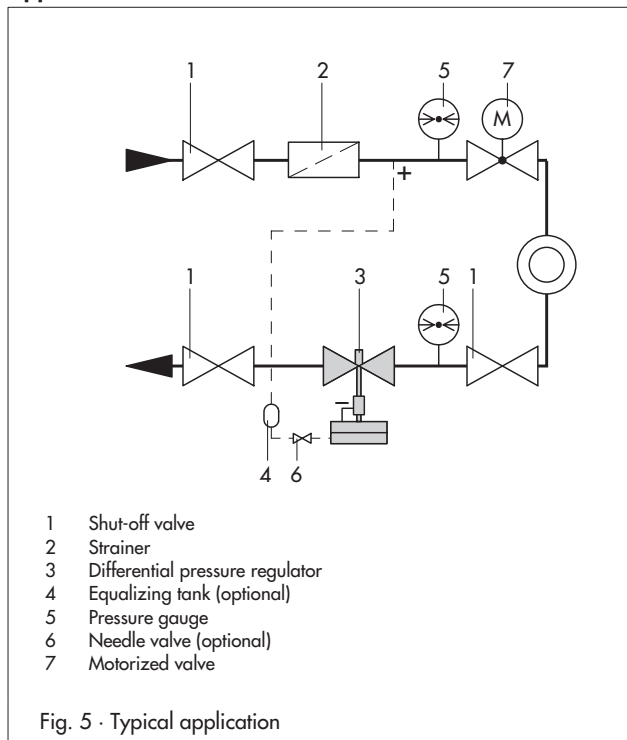 1 2 5 7
M
+
1 3 5 1
–
4 6
1 Shut-off valve
2 Strainer
3 Differential pressure regulator
4 Equalizing tank (optional)
5 Pressure gauge
6 Needle valve (optional)
7 Motorized valve
Fig. 5 · Typical application